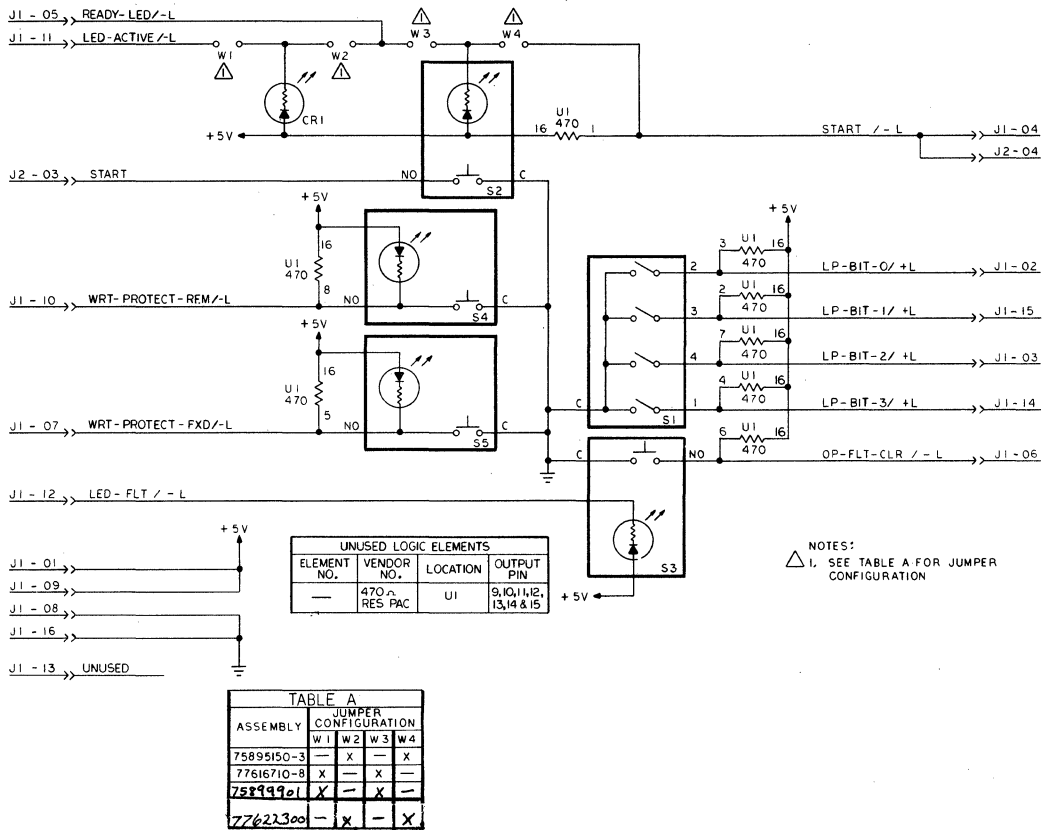 J1 - 05 READY-LED/-L
J1 - 11 LED-ACTIVE/-L
W1
1
W2
1
1
W3
1
W4
CR1
+5V
U1
470
16 1
START /- L J1-04
J2-04
J2 - 03 START NO C
S2
+5V
16
U1
470
8
J1 - 10 WRT- PROTECT - REM/-L NO C
S4
+5V
16
U1
470
5
J1 - 07 WRT- PROTECT - FXD/-L NO C
S5
+5V
3 U1 16
470
2 LP-BIT-0/ +L J1-02
2 U1 16
470
3 LP-BIT-1/ +L J1-15
7 U1 16
470
4 LP-BIT-2/ +L J1-03
4 U1 16
470
C 1 LP-BIT-3/ +L J1-14
S1
6 U1 16
470
C NO OP-FLT-CLR / - L J1-06
S3
+5V
J1 - 12 LED - FLT / - L
+5V
J1 - 01
J1 - 09
J1 - 08
J1 - 16
J1 - 13 UNUSED
UNUSED LOGIC ELEMENTS
ELEMENT NO. VENDOR NO. LOCATION OUTPUT PIN
— 470Ω RES PAC U1 9,10,11,12, 13,14 & 15
NOTES:
1 1. SEE TABLE A FOR JUMPER
CONFIGURATION
TABLE A
ASSEMBLY JUMPER CONFIGURATION
W1 W2 W3 W4
75895150-3 — X — X
77616710-8 X — X —
75899901 X — X —
77622300 — X — X